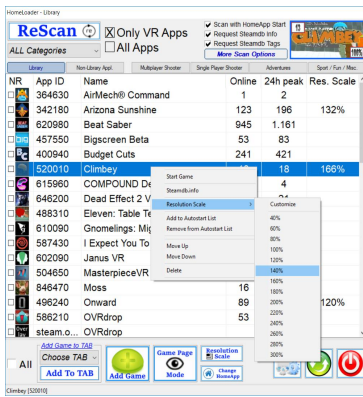 HomeLoader - Library
ReScan
Only VR Apps
All Apps
ALL Categories
Scan with HomeApp Start
Request Steamdb Info
Request Steamdb Tags
More Scan Options
CLIMBEY
Library
Non Library Appl.
Multiplayer Shooter
Single Player Shooter
Adventures
Sport / Fun / Misc.
NR App ID Name Online 24h peak Res. Scale
364630 AirMech® Command 1 2
342180 Arizona Sunshine 123 196 132%
620980 Beat Saber 945 1.161
457550 Bigscreen Beta 53 83
400940 Budget Cuts 241 421
520010 Climbey 18 166%
615960 COMPOUND De 4
646200 Dead Effect 2 V
488310 Eleven: Table Te
610090 Gnomelings: Mig
587430 I Expect You To
602090 Janus VR
504650 MasterpieceVR
846470 Moss 16
496240 Onward 89 120%
586210 OVRdrop 53
steam.o... OVRdrop
Start Game
Steamdb.info
Resolution Scale
Add to Autostart List
Remove from Autostart List
Move Up
Move Down
Delete
Customize
40%
60%
80%
100%
120%
140%
160%
180%
200%
220%
240%
260%
280%
300%
All
Add Game to TAB
Choose TAB
Add To TAB
Add Game
Game Page
Mode
Resolution
Scale
Change
HomeApp
Climbey [520010]